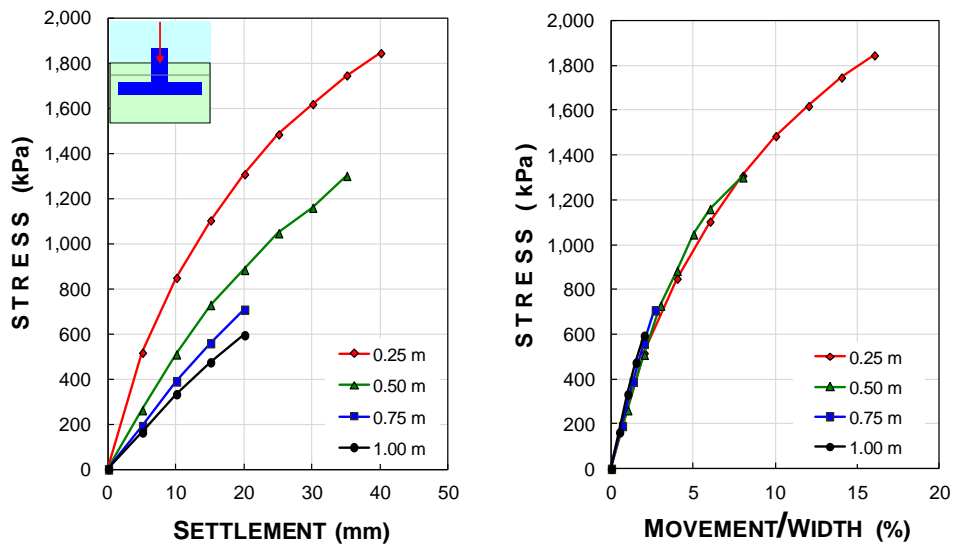 2,000
1,800
1,600
1,400
1,200
1,000
800
600
400
200
0
STRESS (kPa)
0.25 m
0.50 m
0.75 m
1.00 m
0 10 20 30 40 50
SETTLEMENT (mm)
2,000
1,800
1,600
1,400
1,200
1,000
800
600
400
200
0
STRESS (kPa)
0.25 m
0.50 m
0.75 m
1.00 m
0 5 10 15 20
MOVEMENT/WIDTH (%)